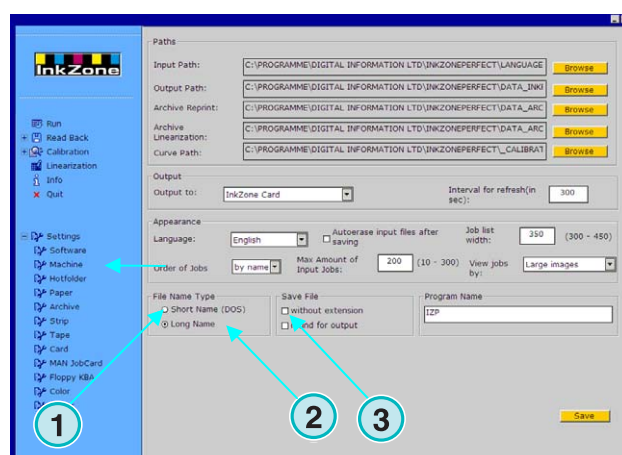 InkZone
Run
Read Back
Calibration
Linearization
Info
Quit
Settings
Software
Machine
Hotfolder
Paper
Archive
Strip
Tape
Card
MAN JobCard
Floppy KBA
Color
Paths
Input Path: C:\PROGRAMME\DIGITAL INFORMATION LTD\INKZONEPERFECT\LANGUAGE Browse
Output Path: C:\PROGRAMME\DIGITAL INFORMATION LTD\INKZONEPERFECT\DATA_INKI Browse
Archive Reprint: C:\PROGRAMME\DIGITAL INFORMATION LTD\INKZONEPERFECT\DATA_ARC Browse
Archive
Linearization: C:\PROGRAMME\DIGITAL INFORMATION LTD\INKZONEPERFECT\DATA_ARC Browse
Curve Path: C:\PROGRAMME\DIGITAL INFORMATION LTD\INKZONEPERFECT\_CALIBRAT Browse
Output
Output to: InkZone Card Interval for refresh(in
sec): 300
Appearance
Language: English Autoerase input files after
saving Job list
width: 350 (300 - 450)
Order of Jobs by name Max Amount of
Input Jobs: 200 (10 - 300) View jobs
by: Large images
File Name Type
Short Name (DOS)
Long Name
Save File
without extension
for output
Program Name
IZP
1
2
3
Save